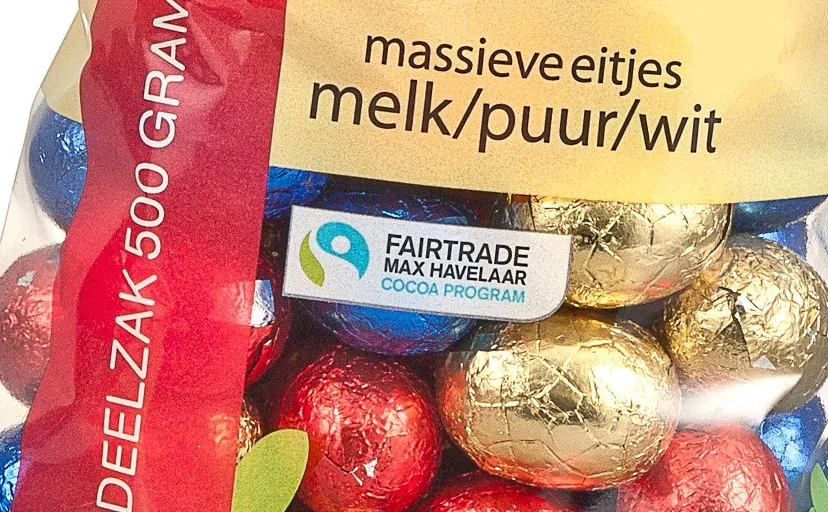 massieve eitjes
melk/puur/wit
DEELZAK 500 GRAM
FAIRTRADE
MAX HAVELAAR
COCOA PROGRAM